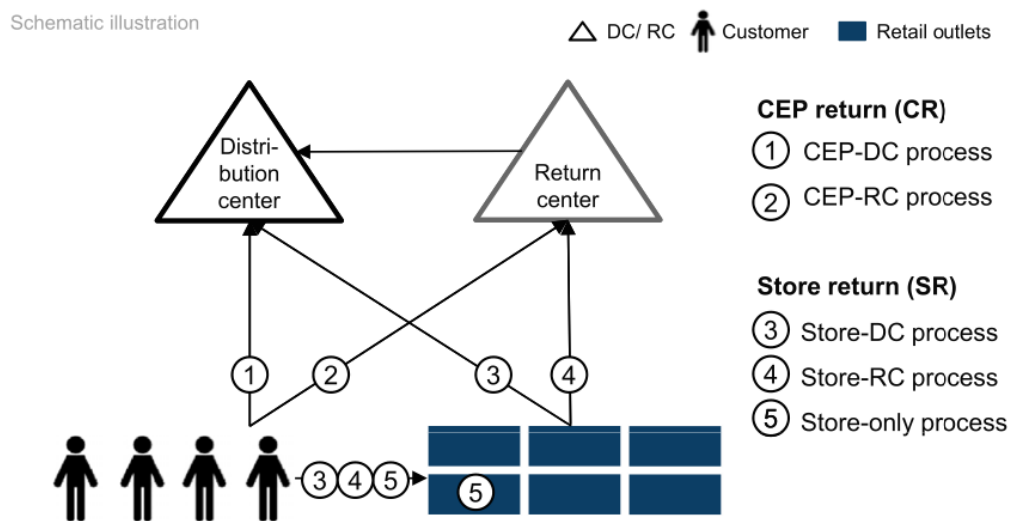 Schematic illustration
DC/ RC
Customer
Retail outlets
Distri-
bution
center
Return
center
CEP return (CR)
1 CEP-DC process
2 CEP-RC process
Store return (SR)
3 Store-DC process
4 Store-RC process
5 Store-only process
1
2
3
4
3 4 5
5